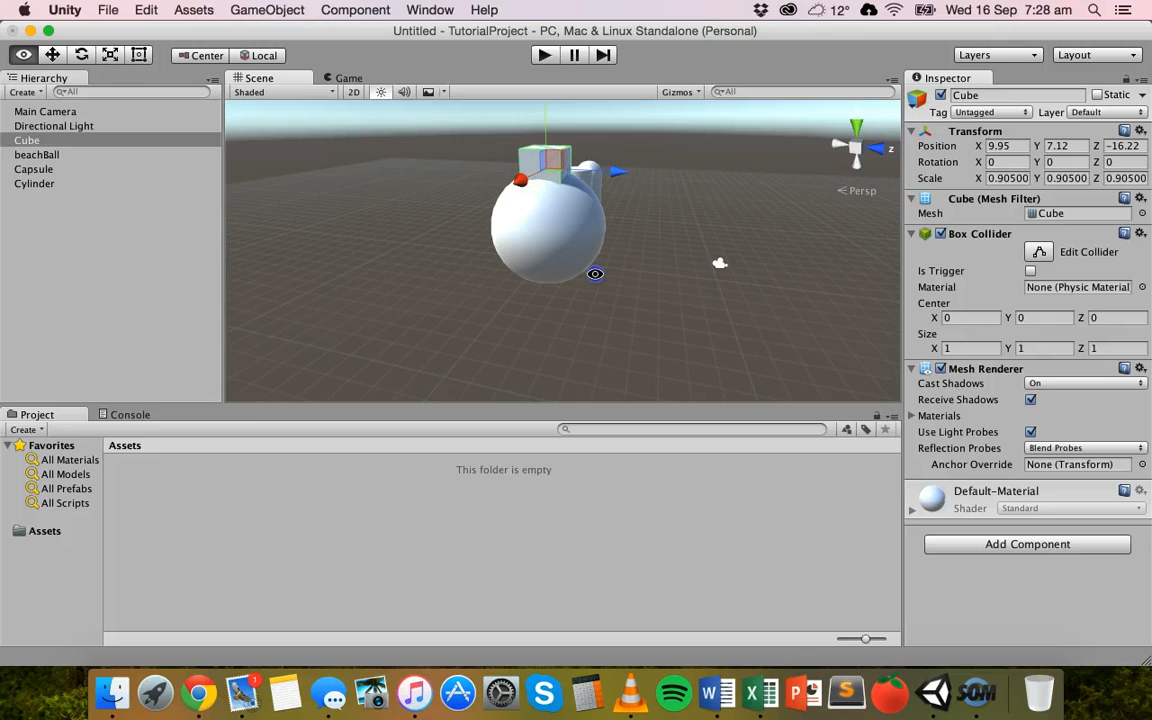 Unity File Edit Assets GameObject Component Window Help 12° Wed 16 Sep 7:28 am
Untitled - TutorialProject - PC, Mac & Linux Standalone (Personal)
Center Local Layers Layout
Hierarchy Scene Game Inspector
Create All Shaded 2D Gizmos All Cube Static
Main Camera Tag Untagged Layer Default
Directional Light Transform
Cube Position X 9.95 Y 7.12 Z -16.22
beachBall z Rotation X 0 Y 0 Z 0
Capsule Scale X 0.90500 Y 0.90500 Z 0.90500
Cylinder Persp
Cube (Mesh Filter)
Mesh Cube
Box Collider
Edit Collider
Is Trigger
Material None (Physic Material
Center
X 0 Y 0 Z 0
Size
X 1 Y 1 Z 1
Mesh Renderer
Cast Shadows On
Receive Shadows
Materials
Use Light Probes
Reflection Probes Blend Probes
Anchor Override None (Transform)
Default-Material
Shader Standard
Add Component
Project Console
Create
Favorites Assets
All Materials This folder is empty
All Models
All Prefabs
All Scripts
Assets
1 SOM